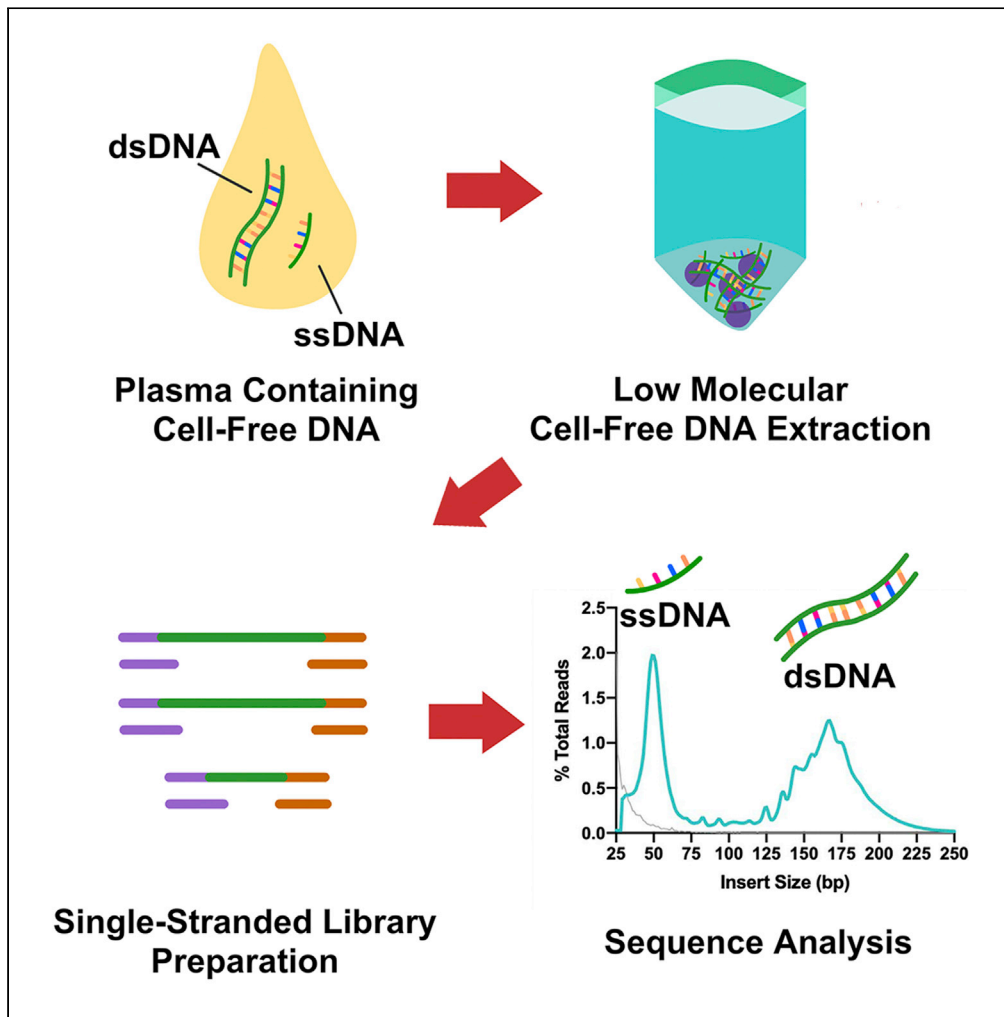 dsDNA
ssDNA
Plasma Containing
Cell-Free DNA
Low Molecular
Cell-Free DNA Extraction
Single-Stranded Library
Preparation
ssDNA
dsDNA
% Total Reads
2.5
2.0
1.5
1.0
0.5
0.0
25 50 75 100 125 150 175 200 225 250
Insert Size (bp)
Sequence Analysis